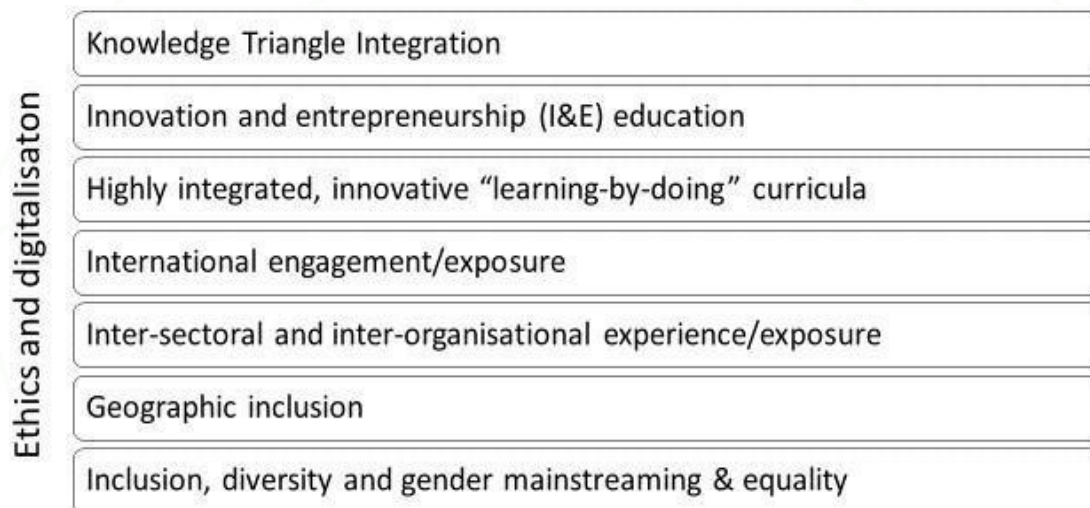 Ethics and digitalisaton
Knowledge Triangle Integration
Innovation and entrepreneurship (I&E) education
Highly integrated, innovative “learning-by-doing” curricula
International engagement/exposure
Inter-sectoral and inter-organisational experience/exposure
Geographic inclusion
Inclusion, diversity and gender mainstreaming & equality